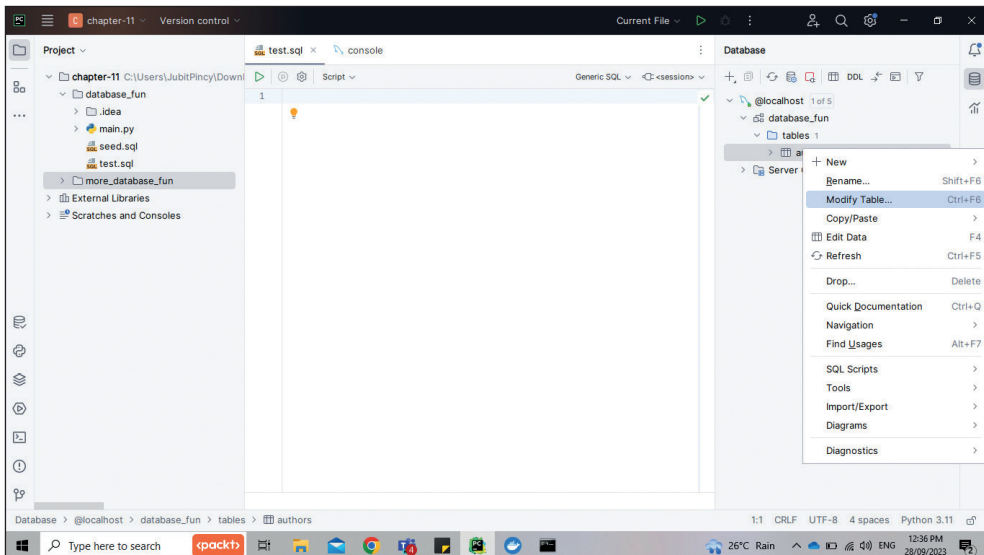 PC
C chapter-11 Version control
Current File
Project
test.sql × console
Database
chapter-11 C:\Users\JubitPincy\Downl
Script
Generic SQL <session>
DDL
database_fun
1
@localhost 1 of 5
.idea
database_fun
main.py
tables 1
seed.sql
a
test.sql
Server
more_database_fun
External Libraries
Scratches and Consoles
New
Rename... Shift+F6
Modify Table... Ctrl+F6
Copy/Paste
Edit Data F4
Refresh Ctrl+F5
Drop... Delete
Quick Documentation Ctrl+Q
Navigation
Find Usages Alt+F7
SQL Scripts
Tools
Import/Export
Diagrams
Diagnostics
Database > @localhost > database_fun > tables > authors
1:1 CRLF UTF-8 4 spaces Python 3.11
Type here to search
<packt>
26°C Rain
ENG
12:36 PM
28/09/2023